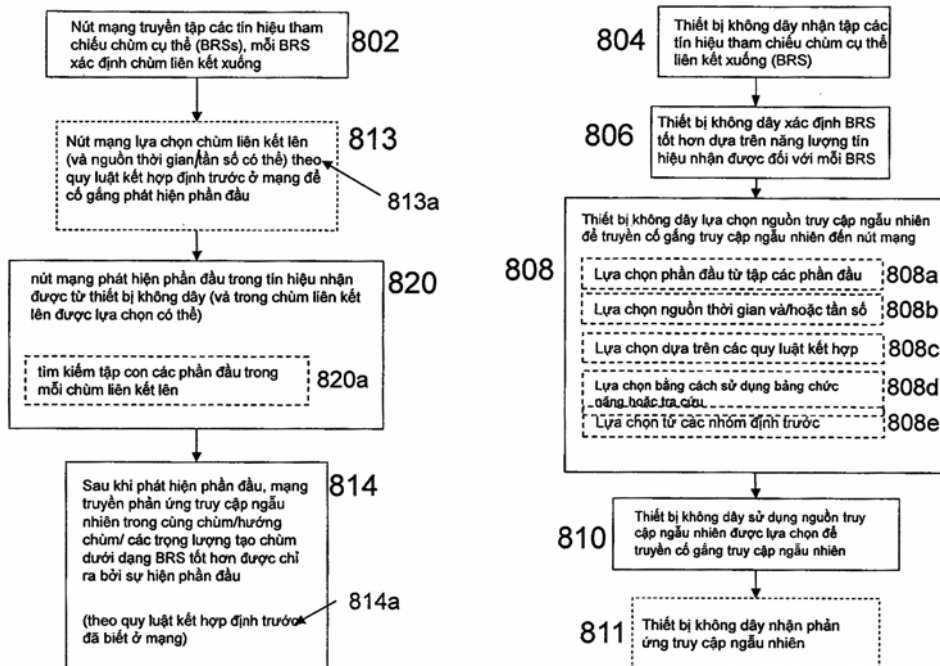 Nút mạng truyền tập các tín hiệu tham
chiếu chùm cụ thể (BRSs), mỗi BRS
xác định chùm liên kết xuống
802
Nút mạng lựa chọn chùm liên kết lên
(và nguồn thời gian/tần số có thể) theo
quy luật kết hợp định trước ở mạng để
cố gắng phát hiện phần đầu
813
813a
nút mạng phát hiện phần đầu trong tín hiệu nhận
được từ thiết bị không dây (và trong chùm liên kết
lên được lựa chọn có thể)
820
tìm kiếm tập con các phần đầu trong
mỗi chùm liên kết lên
820a
Sau khi phát hiện phần đầu, mạng
truyền phản ứng truy cập ngẫu
nhiên trong cùng chùm/hướng
chùm/ các trọng lượng tạo chùm
dưới dạng BRS tốt hơn được chỉ
ra bởi sự hiện phần đầu
814
814a
(theo quy luật kết hợp định trước
đã biết ở mạng)
804
Thiết bị không dây nhận tập các
tín hiệu tham chiếu chùm cụ thể
liên kết xuống (BRS)
806
Thiết bị không dây xác định BRS
tốt hơn dựa trên năng lượng tín
hiệu nhận được đối với mỗi BRS
808
Thiết bị không dây lựa chọn nguồn truy cập ngẫu nhiên
để truyền cố gắng truy cập ngẫu nhiên đến nút mạng
Lựa chọn phần đầu từ tập các phần đầu
808a
Lựa chọn nguồn thời gian và/hoặc tần số
808b
Lựa chọn dựa trên các quy luật kết hợp
808c
Lựa chọn bằng cách sử dụng bảng chức
năng hoặc tra cứu
808d
Lựa chọn từ các nhóm định trước
808e
810
Thiết bị không dây sử dụng nguồn truy
cập ngẫu nhiên được lựa chọn để
truyền cố gắng truy cập ngẫu nhiên
811
Thiết bị không dây nhận phản
ứng truy cập ngẫu nhiên